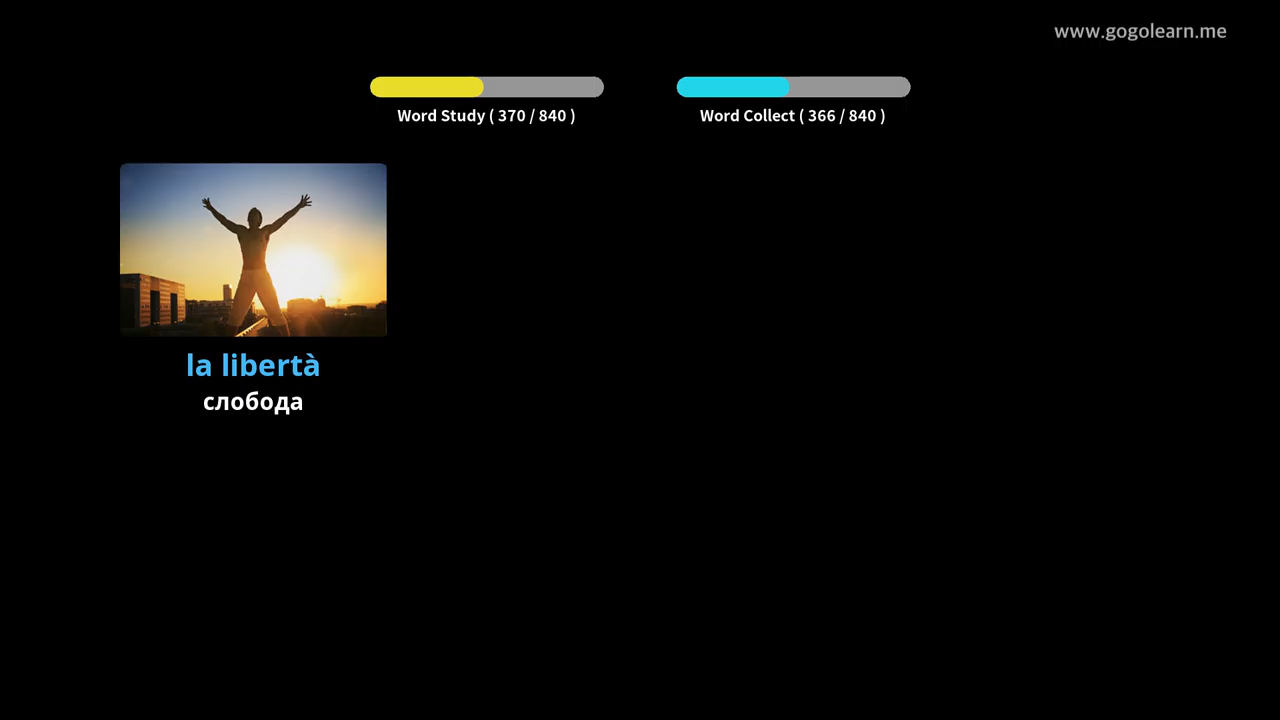 www.gogolearn.me
Word Study ( 370 / 840 )
Word Collect ( 366 / 840 )
la libertà
слобода